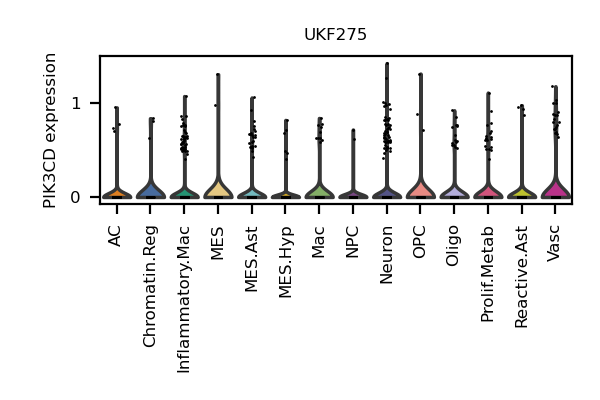 UKF275
PIK3CD expression
1
0
AC
Chromatin.Reg
Inflammatory.Mac
MES
MES.Ast
MES.Hyp
Mac
NPC
Neuron
OPC
Oligo
Prolif.Metab
Reactive.Ast
Vasc